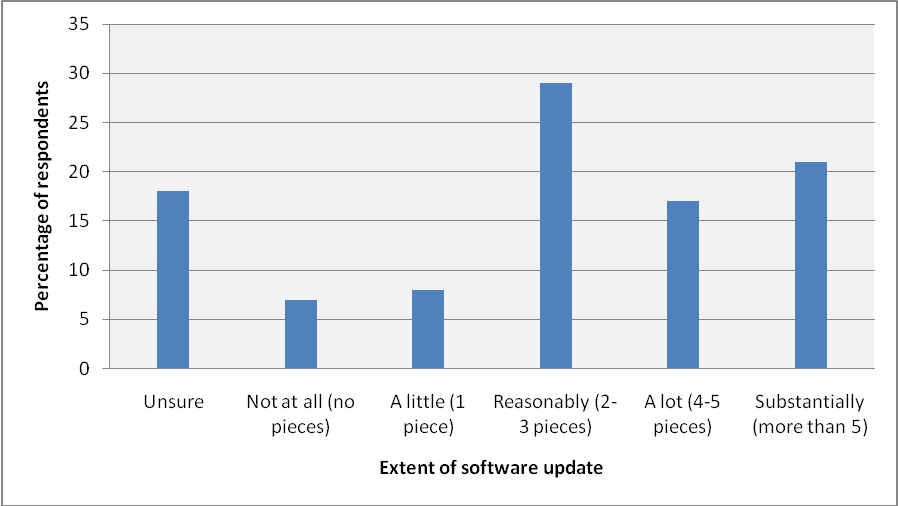 35
30
25
20
15
10
5
0
Percentage of respondents
Unsure
Not at all (no
pieces)
A little (1
piece)
Reasonably (2-
3 pieces)
A lot (4-5
pieces)
Substantially
(more than 5)
Extent of software update